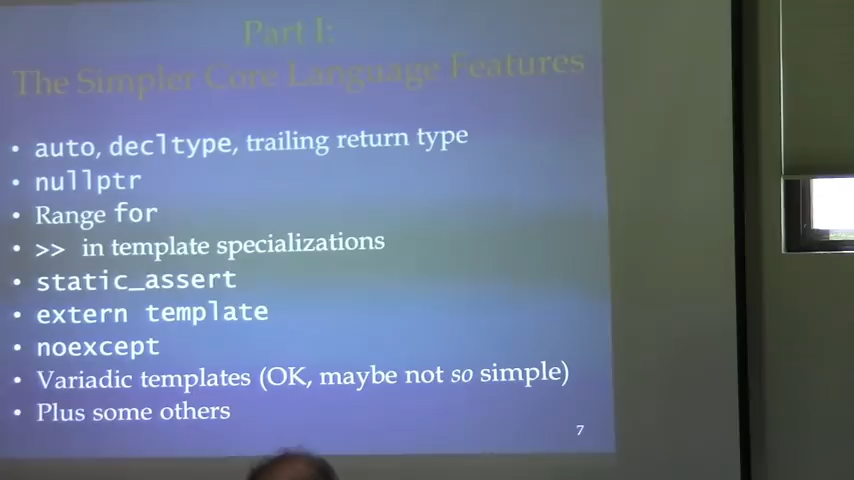 Part I:
The Simpler Core Language Features
• auto, decltype, trailing return type
• nullptr
• Range for
• >> in template specializations
• static_assert
• extern template
• noexcept
• Variadic templates (OK, maybe not so simple)
• Plus some others
7